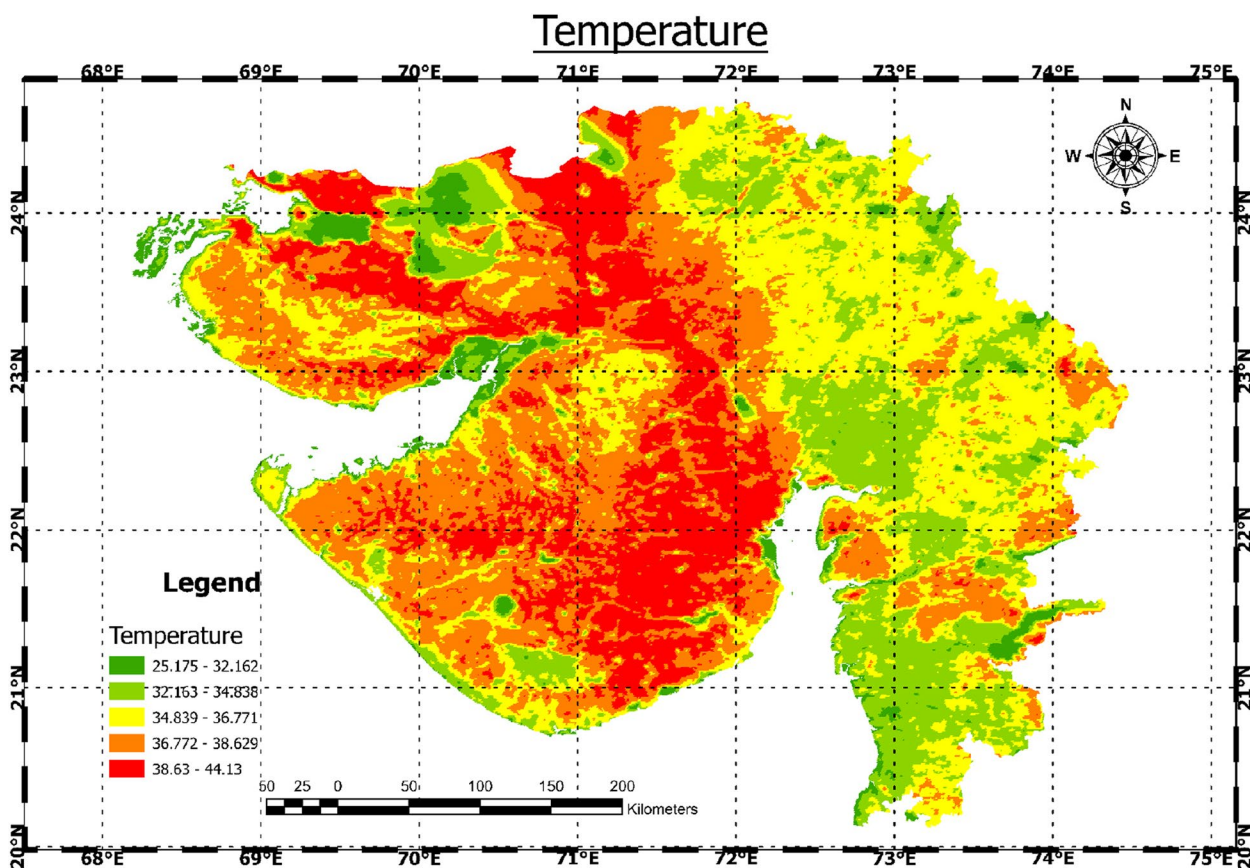 Temperature
68°E 69°E 70°E 71°E 72°E 73°E 74°E 75°E
N
W E
S
24°N 24°N
23°N 23°N
22°N 22°N
21°N 21°N
20°N 20°N
Legend
Temperature
25.175 - 32.162
32.163 - 34.838
34.839 - 36.771
36.772 - 38.629
38.63 - 44.13
50 25 0 50 100 150 200
Kilometers
68°E 69°E 70°E 71°E 72°E 73°E 74°E 75°E